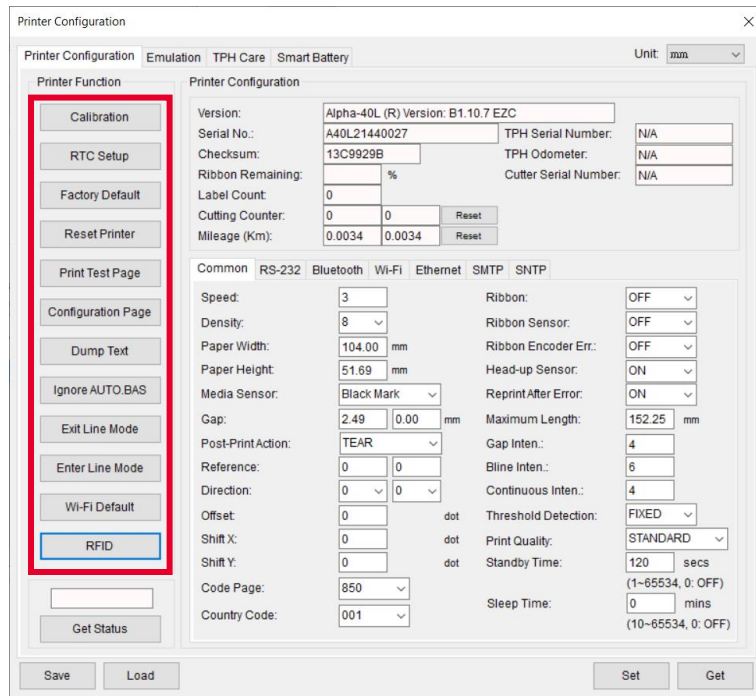 Printer Configuration
Printer Configuration Emulation TPH Care Smart Battery Unit: mm
Printer Function
Calibration
RTC Setup
Factory Default
Reset Printer
Print Test Page
Configuration Page
Dump Text
Ignore AUTO.BAS
Exit Line Mode
Enter Line Mode
Wi-Fi Default
RFID
Get Status
Printer Configuration
Version: Alpha-40L (R) Version: B1.10.7 EZC
Serial No.: A40L21440027 TPH Serial Number: N/A
Checksum: 13C9929B TPH Odometer: N/A
Ribbon Remaining: % Cutter Serial Number: N/A
Label Count: 0
Cutting Counter: 0 0 Reset
Mileage (Km): 0.0034 0.0034 Reset
Common RS-232 Bluetooth Wi-Fi Ethernet SMTP SNTP
Speed: 3 Ribbon: OFF
Density: 8 Ribbon Sensor: OFF
Paper Width: 104.00 mm Ribbon Encoder Err.: OFF
Paper Height: 51.69 mm Head-up Sensor: ON
Media Sensor: Black Mark Reprint After Error: ON
Gap: 2.49 0.00 mm Maximum Length: 152.25 mm
Post-Print Action: TEAR Gap Inten.: 4
Reference: 0 0 Bline Inten.: 6
Direction: 0 0 Continuous Inten.: 4
Offset: 0 dot Threshold Detection: FIXED
Shift X: 0 dot Print Quality: STANDARD
Shift Y: 0 dot Standby Time: 120 secs
(1~65534, 0: OFF)
Code Page: 850
Sleep Time: 0 mins
Country Code: 001
(10~65534, 0: OFF)
Save Load Set Get